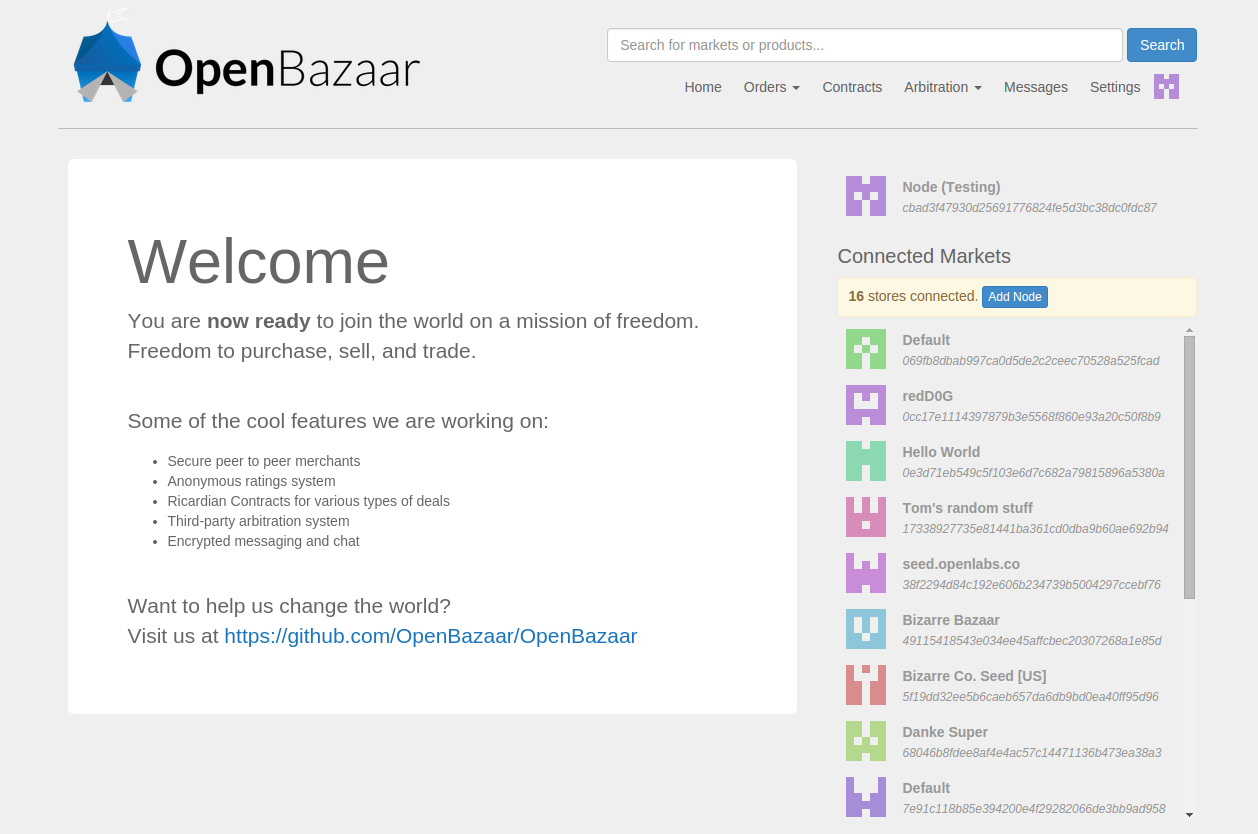 OpenBazaar
Search for markets or products...
Search
Home Orders Contracts Arbitration Messages Settings
Welcome
You are now ready to join the world on a mission of freedom.
Freedom to purchase, sell, and trade.
Some of the cool features we are working on:
• Secure peer to peer merchants
• Anonymous ratings system
• Ricardian Contracts for various types of deals
• Third-party arbitration system
• Encrypted messaging and chat
Want to help us change the world?
Visit us at https://github.com/OpenBazaar/OpenBazaar
Node (Testing)
cbad3f47930d25691776824fe5d3bc38dc0fdc87
Connected Markets
16 stores connected. Add Node
Default
069fb8dbab997ca0d5de2c2ceec70528a525fcad
redD0G
0cc17e1114397879b3e5568f860e93a20c50f8b9
Hello World
0e3d71eb549c5f103e6d7c682a79815896a5380a
Tom's random stuff
17338927735e81441ba361cd0dba9b60ae692b94
seed.openlabs.co
38f2294d84c192e606b234739b5004297ccebf76
Bizarre Bazaar
49115418543e034ee45affcbec20307268a1e85d
Bizarre Co. Seed [US]
5f19dd32ee5b6caeb657da6db9bd0ea40ff95d96
Danke Super
68046b8fdee8af4e4ac57c14471136b473ea38a3
Default
7e91c118b85e394200e4f29282066de3bb9ad958